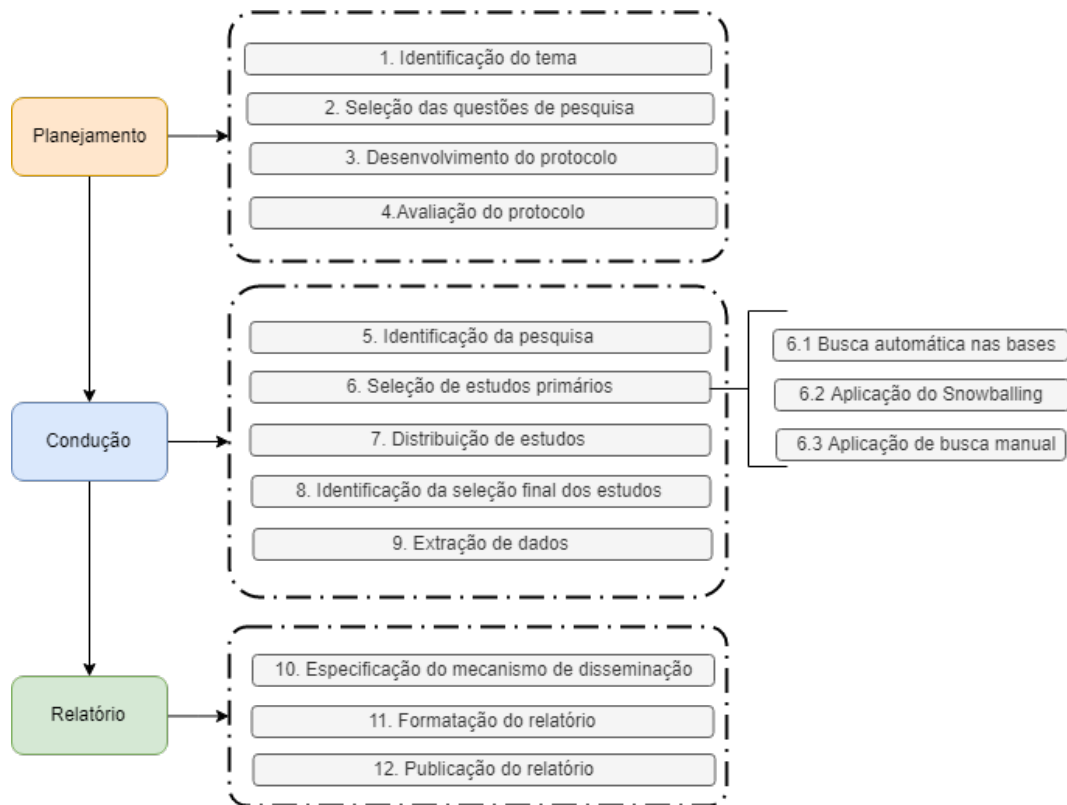 Planejamento
1. Identificação do tema
2. Seleção das questões de pesquisa
3. Desenvolvimento do protocolo
4.Avaliação do protocolo
Condução
5. Identificação da pesquisa
6. Seleção de estudos primários
6.1 Busca automática nas bases
6.2 Aplicação do Snowballing
6.3 Aplicação de busca manual
7. Distribuição de estudos
8. Identificação da seleção final dos estudos
9. Extração de dados
Relatório
10. Especificação do mecanismo de disseminação
11. Formatação do relatório
12. Publicação do relatório